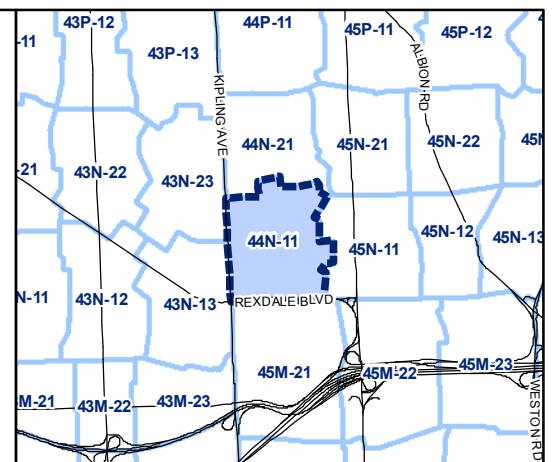 43P-12
44P-11
45P-11
45P-12
4
-11
43P-13
ALBION RD
KIPLING AVE
44N-21
45N-21
45N-22
45N
-21
43N-22
43N-23
44N-11
45N-11
45N-12
45N-13
N-11
43N-12
43N-13
REXDALE BLVD
45M-21
45M-22
45M-23
M-21
43M-22
43M-23
WESTON RD